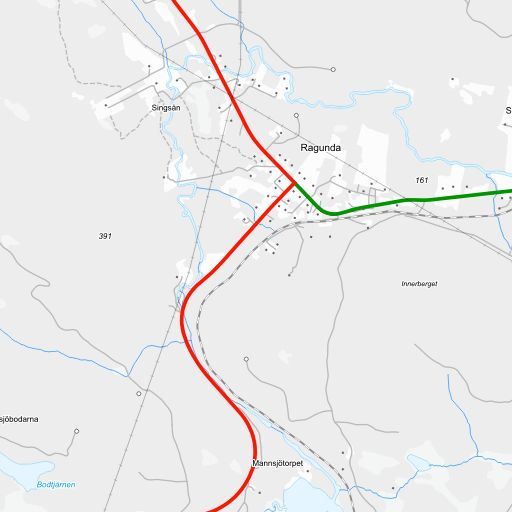 Singsån
S
Ragunda
161
391
Innerberget
sjöbodarna
Mannsjötorpet
Bodtjärnen